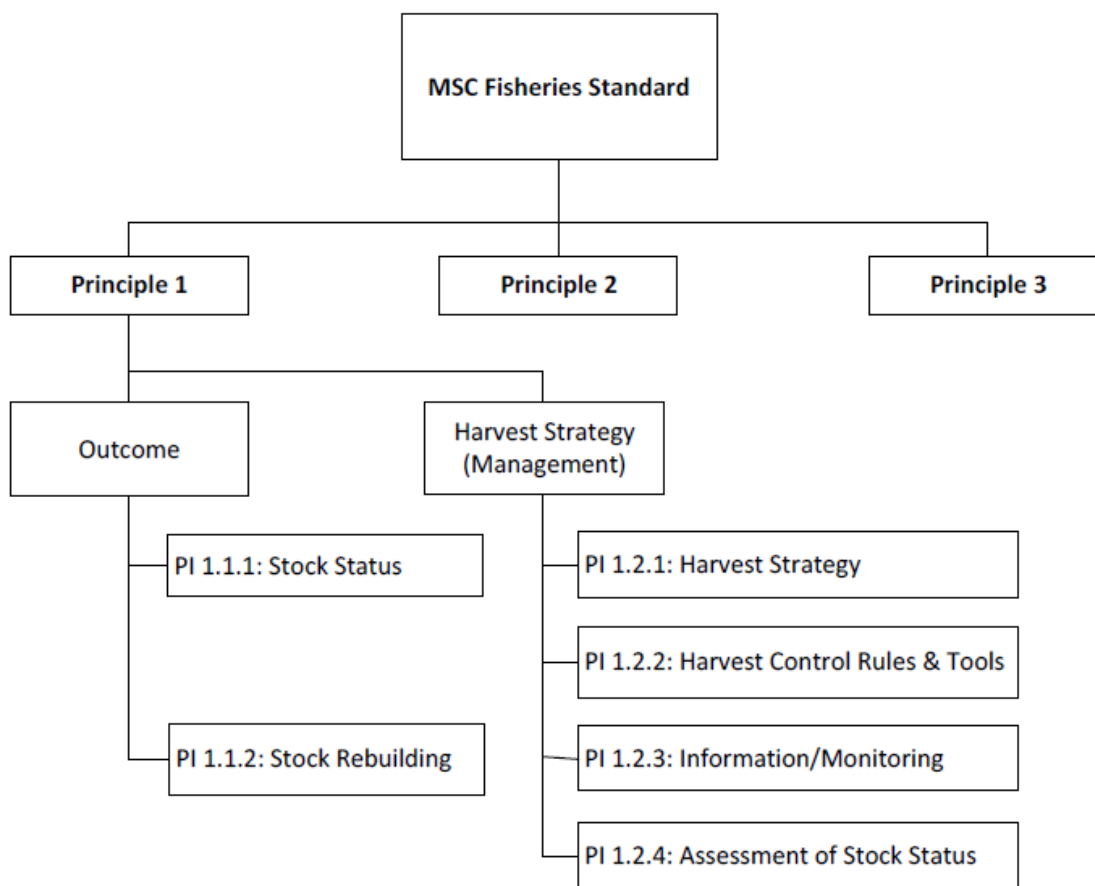 MSC Fisheries Standard
Principle 1
Principle 2
Principle 3
Outcome
Harvest Strategy
(Management)
PI 1.1.1: Stock Status
PI 1.1.2: Stock Rebuilding
PI 1.2.1: Harvest Strategy
PI 1.2.2: Harvest Control Rules & Tools
PI 1.2.3: Information/Monitoring
PI 1.2.4: Assessment of Stock Status